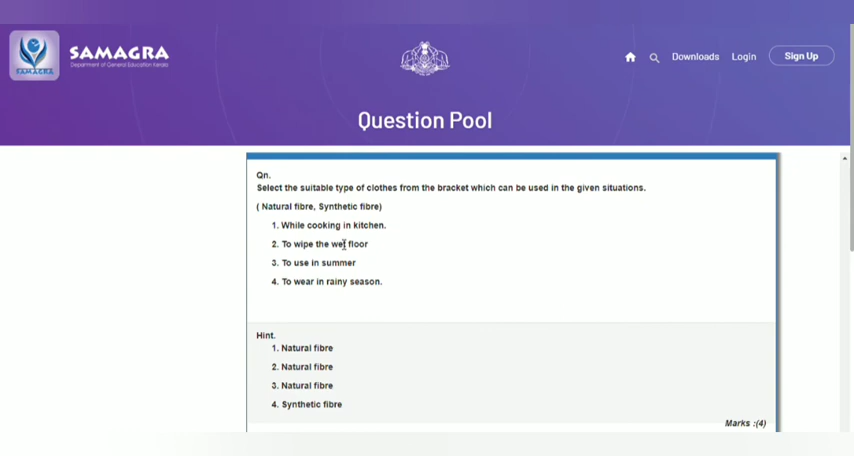 SAMAGRA
Department of General Education Kerala
SAMAGRA
Downloads Login Sign Up
Question Pool
Qn.
Select the suitable type of clothes from the bracket which can be used in the given situations.
( Natural fibre, Synthetic fibre)
1. While cooking in kitchen.
2. To wipe the wet floor
3. To use in summer
4. To wear in rainy season.
Hint.
1. Natural fibre
2. Natural fibre
3. Natural fibre
4. Synthetic fibre
Marks :(4)